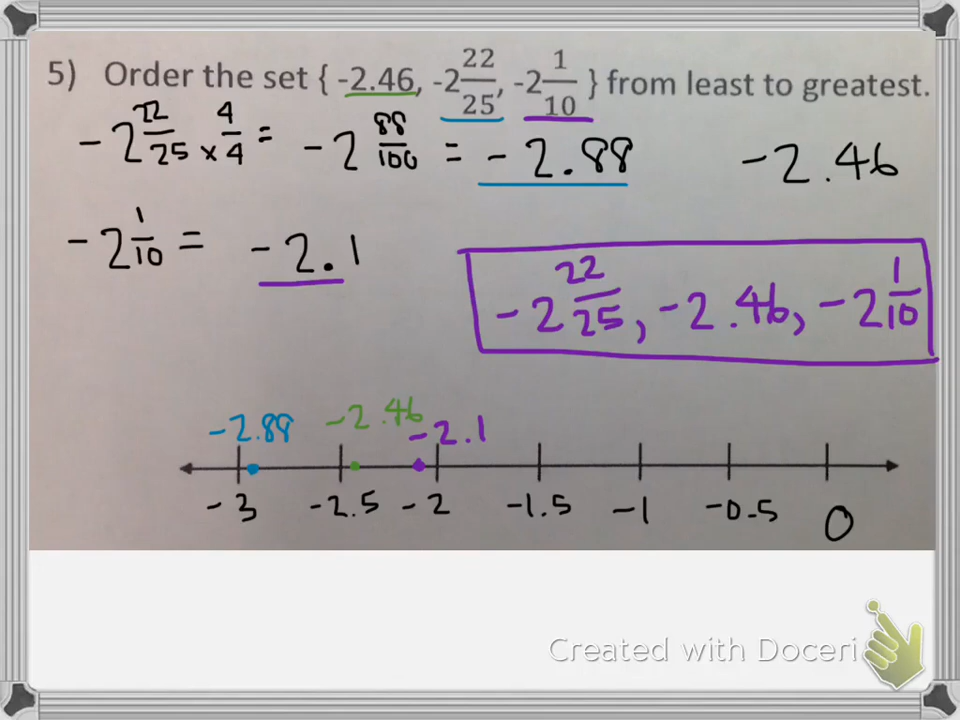 5) Order the set { -2.46, -2 22/25, -2 1/10 } from least to greatest.
-2 22/25 × 4/4 = -2 88/100 = -2.88
-2.46
-2 1/10 = -2.1
-2 22/25, -2.46, -2 1/10
-2.88 -2.46 -2.1
-3 -2.5 -2 -1.5 -1 -0.5 0
Created with Doceri